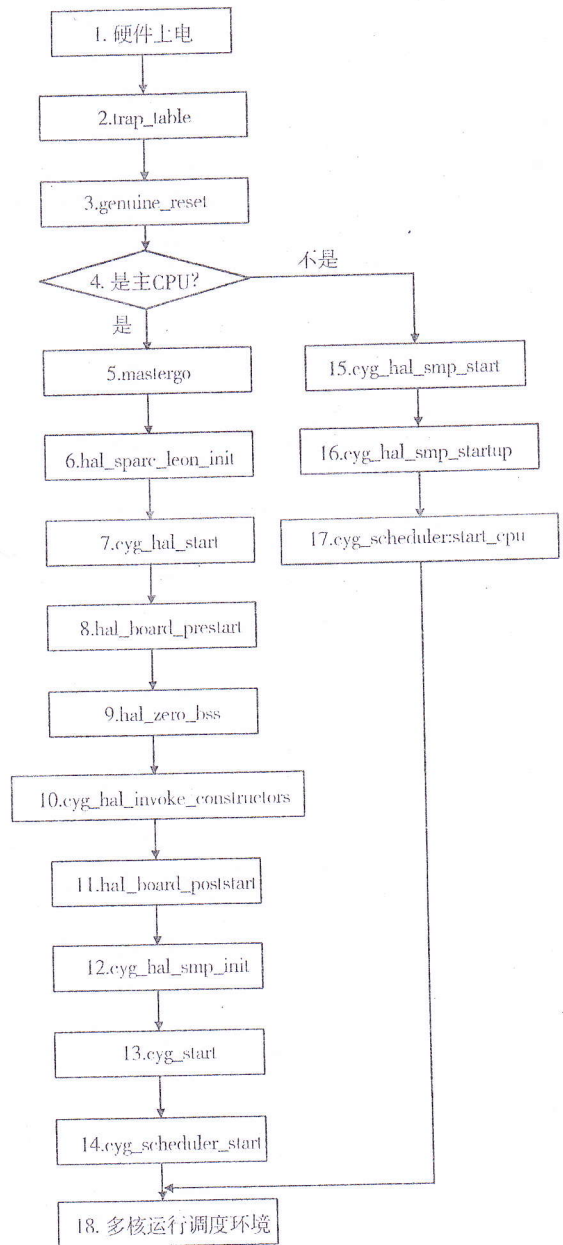 1. 硬件上电
2.trap_table
3.genuine_reset
4. 是主CPU?
不是
是
5.mastergo
15.cyg_hal_smp_start
6.hal_sparc_leon_init
16.cyg_hal_smp_startup
7.cyg_hal_start
17.cyg_scheduler:start_cpu
8.hal_board_prestart
9.hal_zero_bss
10.cyg_hal_invoke_constructors
11.hal_board_poststart
12.cyg_hal_smp_init
13.cyg_start
14.cyg_scheduler_start
18. 多核运行调度环境